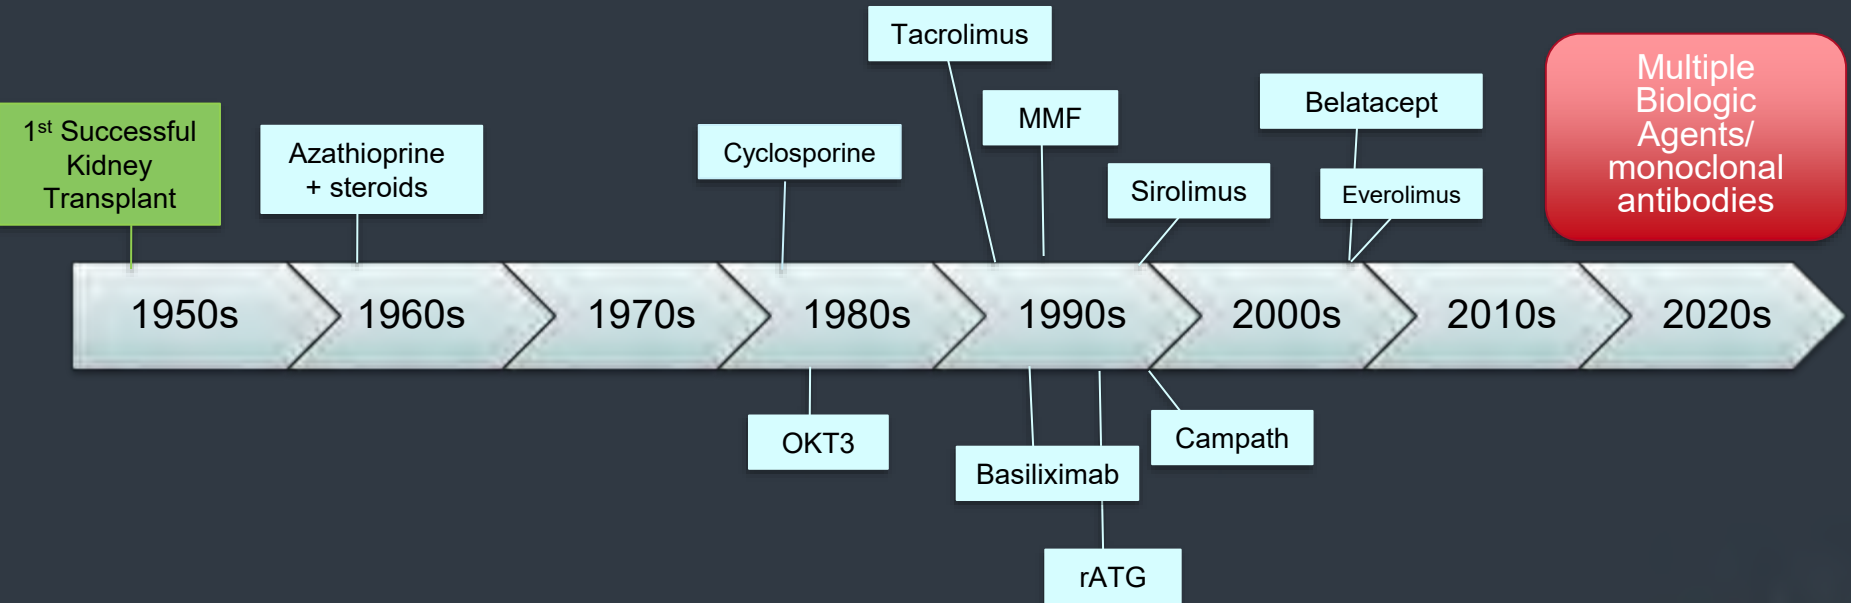 Tacrolimus
1st Successful
Kidney
Transplant
Azathioprine
+ steroids
Cyclosporine
MMF
Sirolimus
Belatacept
Everolimus
Multiple
Biologic
Agents/
monoclonal
antibodies
1950s
1960s
1970s
1980s
1990s
2000s
2010s
2020s
OKT3
Basiliximab
Campath
rATG